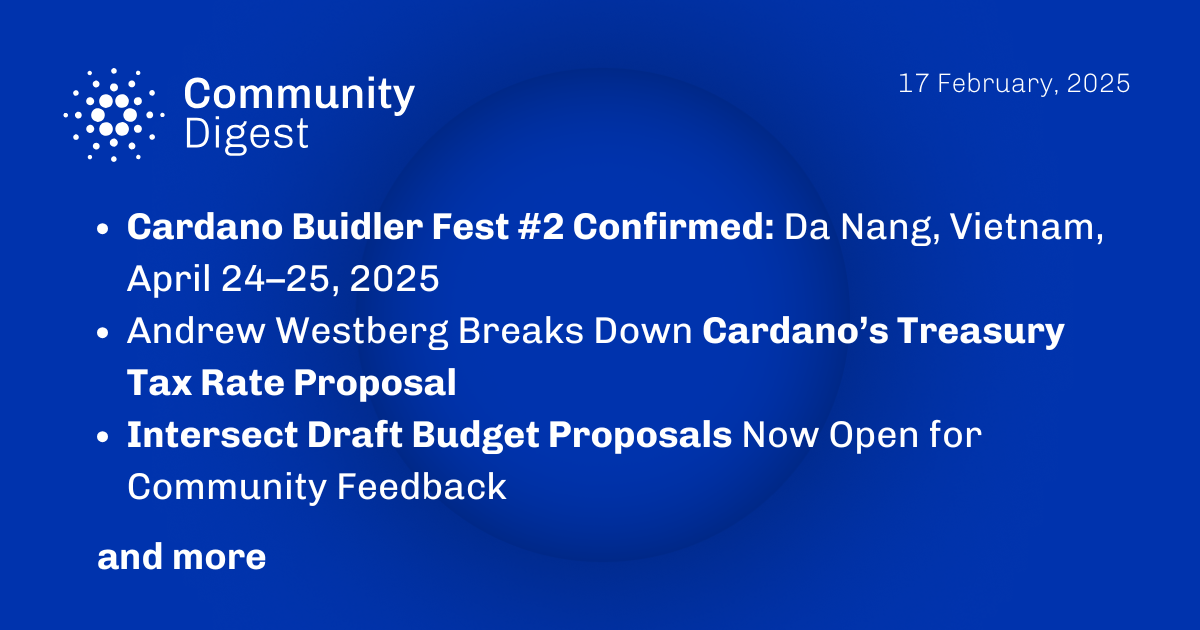 Community
Digest
17 February, 2025
• Cardano Buidler Fest #2 Confirmed: Da Nang, Vietnam,
April 24–25, 2025
• Andrew Westberg Breaks Down Cardano’s Treasury
Tax Rate Proposal
• Intersect Draft Budget Proposals Now Open for
Community Feedback
and more